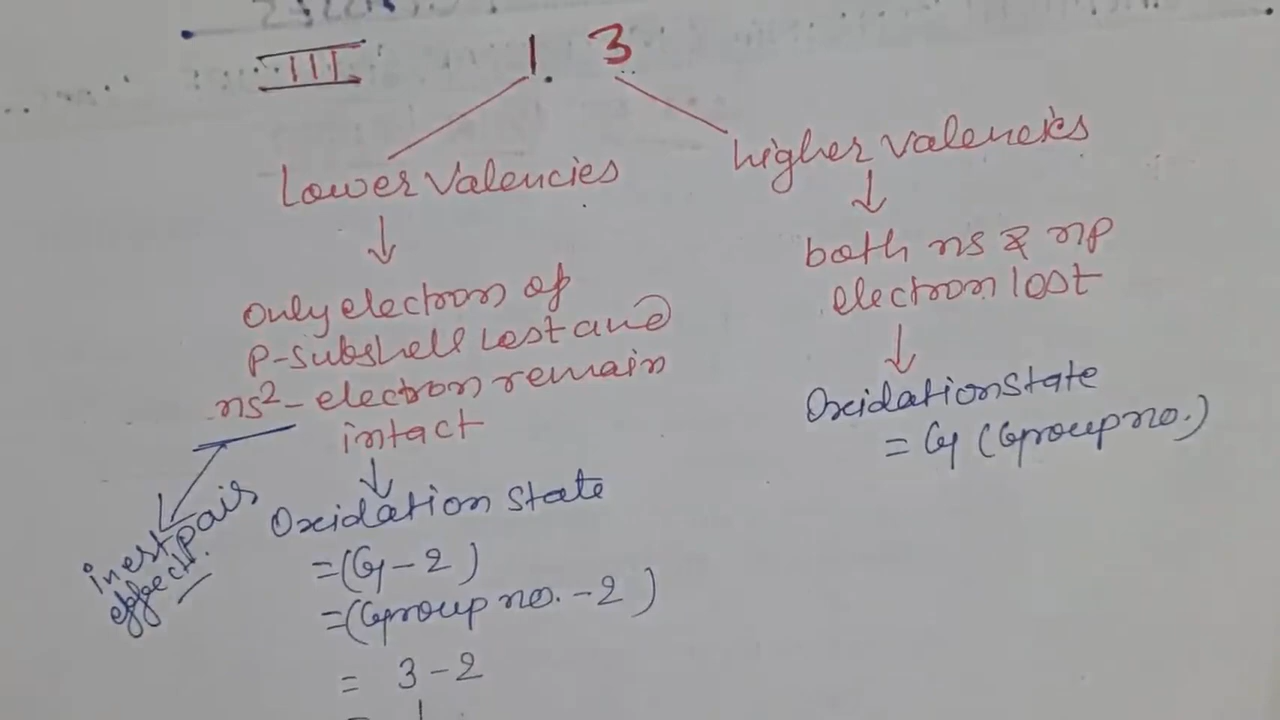 III 1. 3
Lower Valencies
Only electron of
P-subshell lost and
ns²-electron remain
intact
inert pair
effect.
Oxidation State
=(G-2)
=(Group no.-2)
= 3-2
= 1
higher valencies
both ns & np
electron lost
Oxidation State
= G (Group no.)